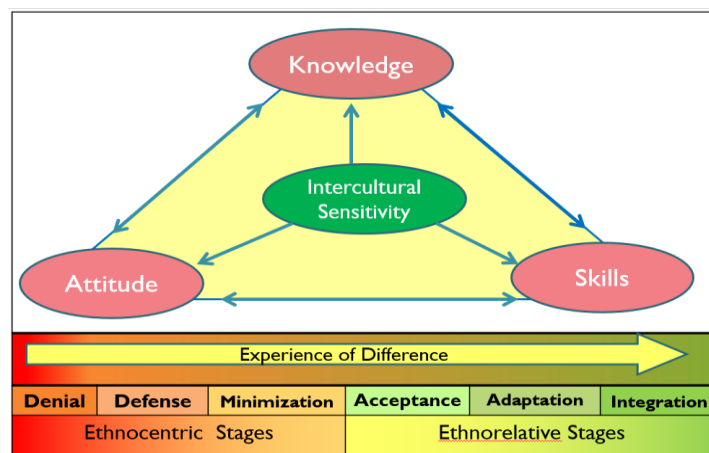 Knowledge
Intercultural
Sensitivity
Attitude
Skills
Experience of Difference
Denial Defense Minimization Acceptance Adaptation Integration
Ethnocentric Stages Ethnorelative Stages